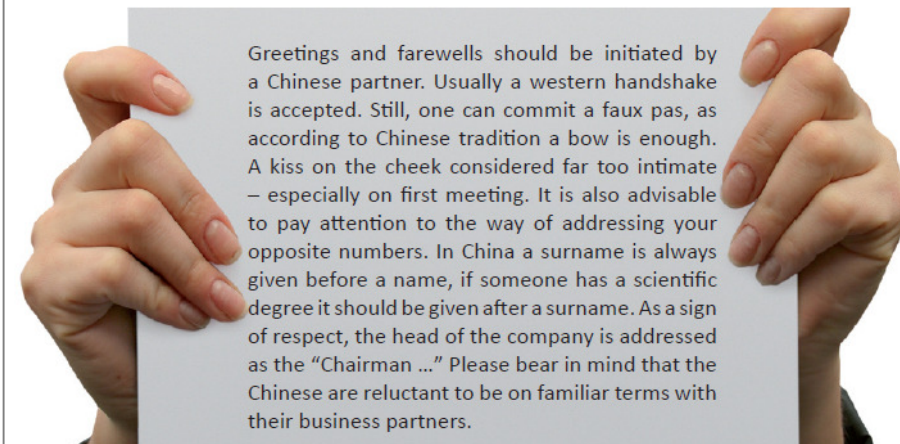 Greetings and farewells should be initiated by
a Chinese partner. Usually a western handshake
is accepted. Still, one can commit a faux pas, as
according to Chinese tradition a bow is enough.
A kiss on the cheek considered far too intimate
– especially on first meeting. It is also advisable
to pay attention to the way of addressing your
opposite numbers. In China a surname is always
given before a name, if someone has a scientific
degree it should be given after a surname. As a sign
of respect, the head of the company is addressed
as the “Chairman ...” Please bear in mind that the
Chinese are reluctant to be on familiar terms with
their business partners.